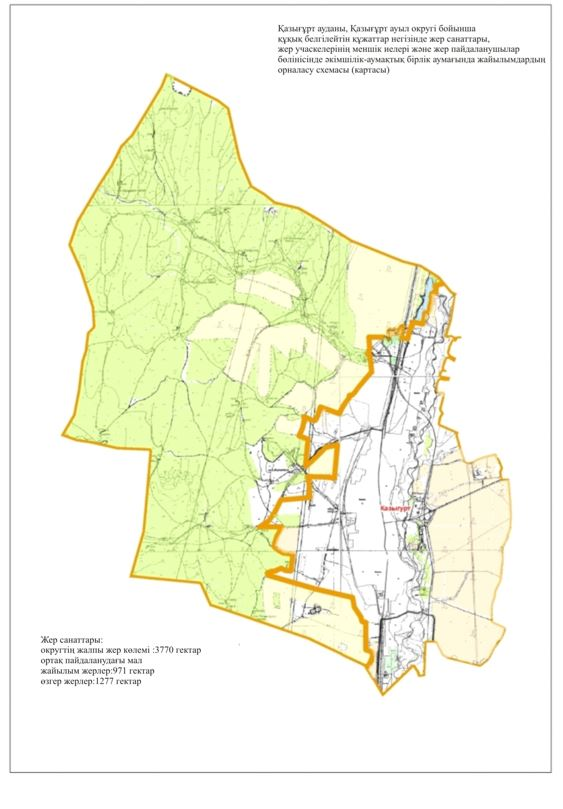 Қазығұрт ауданы, Қазығұрт ауыл округі бойынша
құқық белгілейтін құжаттар негізінде жер санаттары,
жер учаскелерінің меншік иелері және жер пайдаланушылар
бөлінісінде әкімшілік-аумақтық бірлік аумағында жайылымдардың
орналасу схемасы (картасы)
Казыгурт
Жер санаттары:
округтің жалпы жер көлемі :3770 гектар
ортақ пайдаланудағы мал
жайылым жерлер:971 гектар
өзгер жерлер:1277 гектар